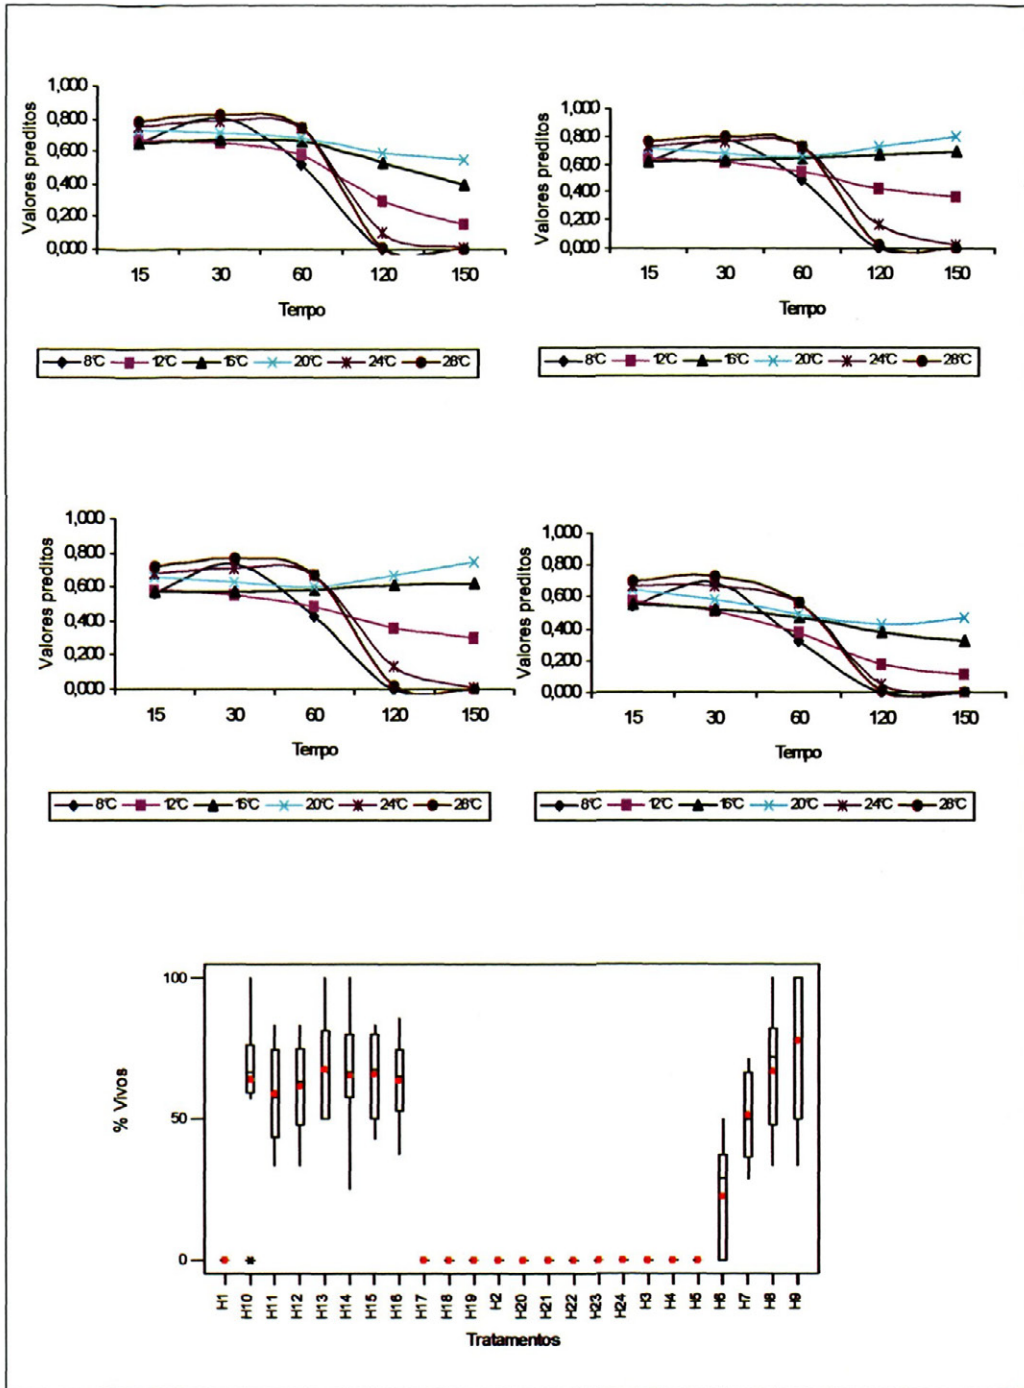 Valores preditos
1,000
0,800
0,600
0,400
0,200
0,000
15 30 60 120 150
Tempo
8°C 12°C 16°C 20°C 24°C 28°C
Valores preditos
1,000
0,800
0,600
0,400
0,200
0,000
15 30 60 120 150
Tempo
8°C 12°C 16°C 20°C 24°C 28°C
Valores preditos
1,000
0,800
0,600
0,400
0,200
0,000
15 30 60 120 150
Tempo
8°C 12°C 16°C 20°C 24°C 28°C
Valores preditos
1,000
0,800
0,600
0,400
0,200
0,000
15 30 60 120 150
Tempo
8°C 12°C 16°C 20°C 24°C 28°C
% Vivos
100
50
0
H1 H10 H11 H12 H13 H14 H15 H16 H17 H18 H19 H2 H20 H21 H22 H23 H24 H3 H4 H5 H6 H7 H8 H9
Tratamentos